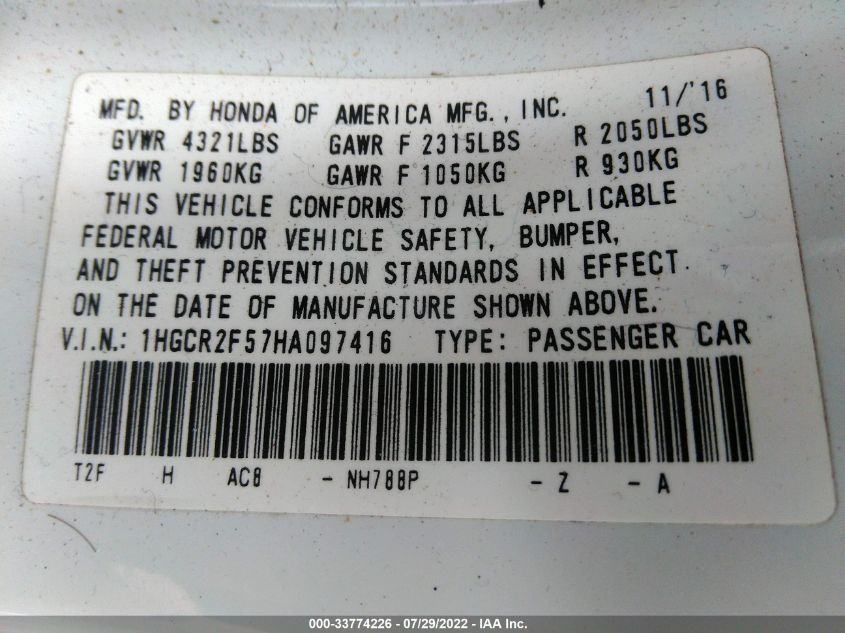 MFD. BY HONDA OF AMERICA MFG., INC. 11/'16
GVWR 4321LBS GAWR F 2315LBS R 2050LBS
GVWR 1960KG GAWR F 1050KG R 930KG
THIS VEHICLE CONFORMS TO ALL APPLICABLE
FEDERAL MOTOR VEHICLE SAFETY, BUMPER,
AND THEFT PREVENTION STANDARDS IN EFFECT
ON THE DATE OF MANUFACTURE SHOWN ABOVE.
V.I.N.: 1HGCR2F57HA097416 TYPE: PASSENGER CAR
T2F H AC8 - NH788P - Z - A
000-33774226 - 07/29/2022 - IAA Inc.